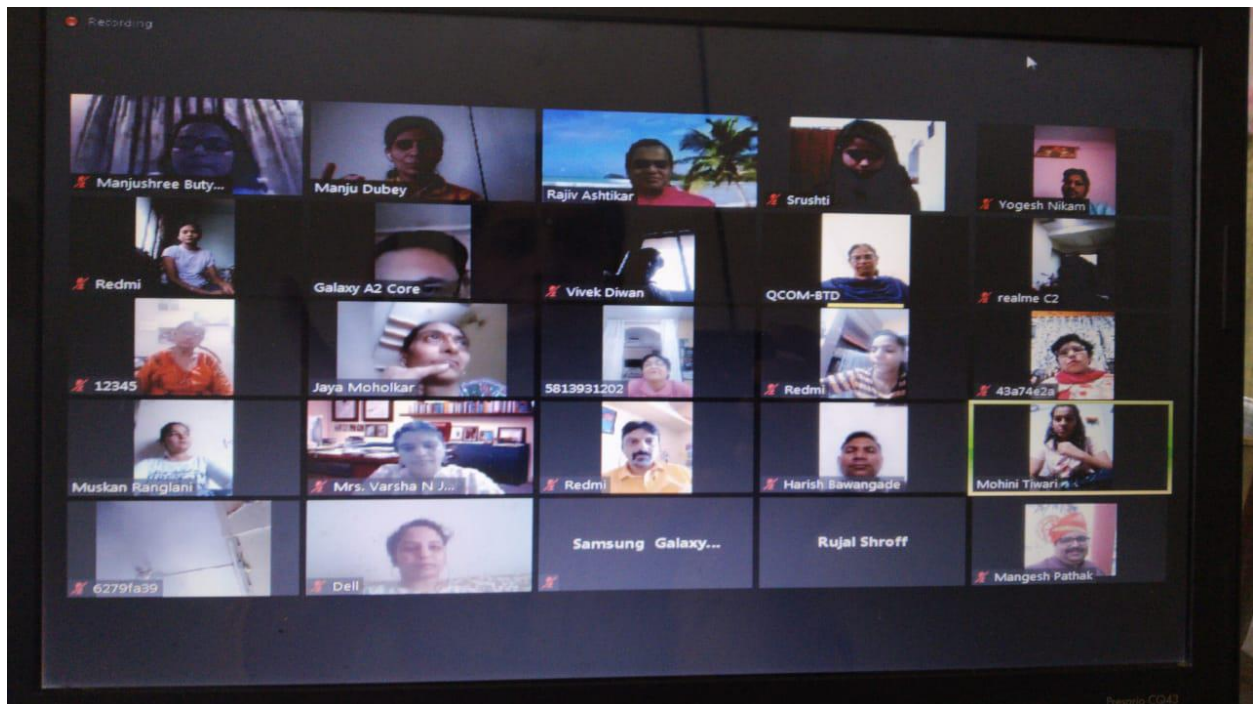 Recording
Manjushree Buty...
Manju Dubey
Rajiv Ashtikar
Srushti
Yogesh Nikam
Redmi
Galaxy A2 Core
Vivek Diwan
QCOM-BTD
realme C2
12345
Jaya Moholkar
5813931202
Redmi
43a74e2a
Muskan Ranglani
Mrs. Varsha N J...
Redmi
Harish Bawangade
Mohini Tiwari
6279fa39
Dell
Samsung Galaxy...
Rujal Shroff
Mangesh Pathak
Presario CQ43